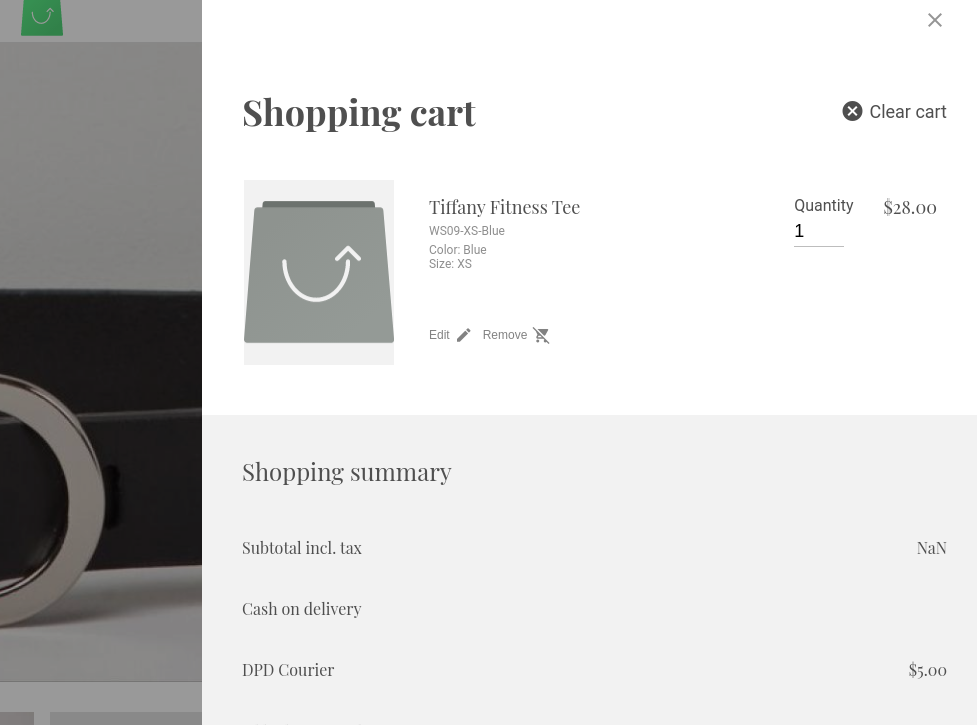 Shopping cart
Clear cart
Tiffany Fitness Tee
WS09-XS-Blue
Color: Blue
Size: XS
Edit
Remove
Quantity
1
$28.00
Shopping summary
Subtotal incl. tax
NaN
Cash on delivery
DPD Courier
$5.00